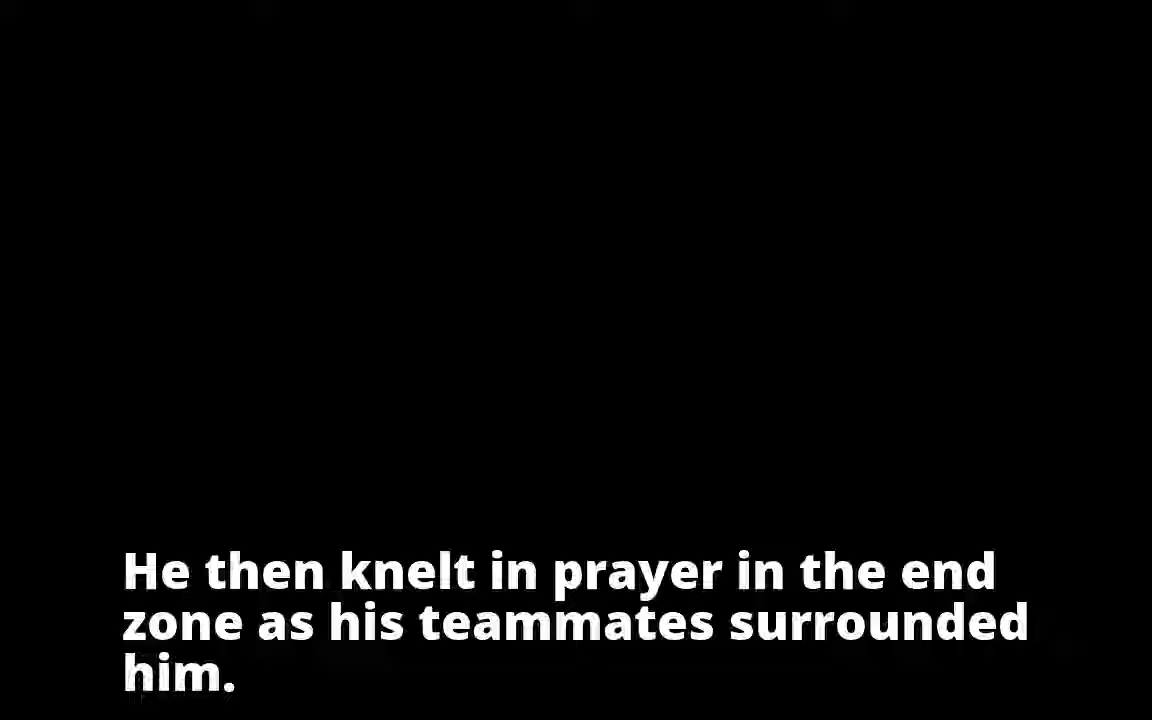 He then knelt in prayer in the end
zone as his teammates surrounded
him.